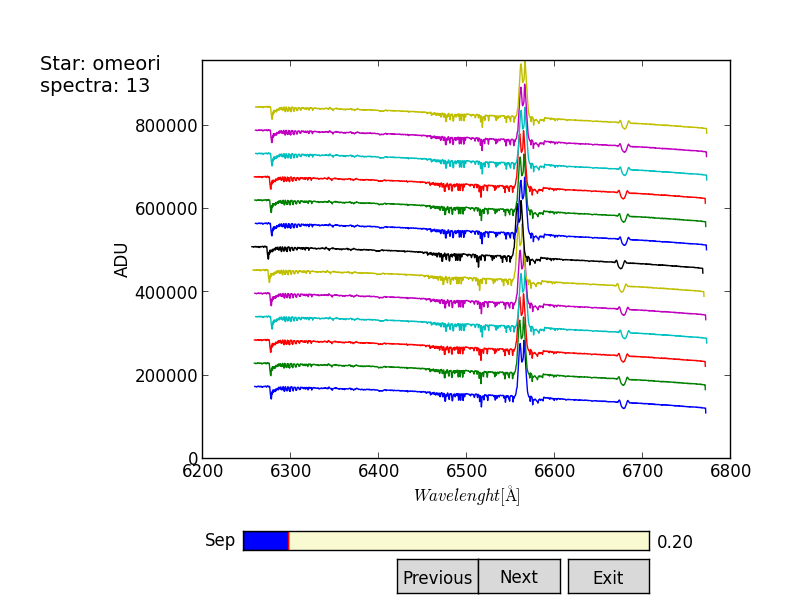 Star: omeori
spectra: 13
800000
600000
400000
200000
0
ADU
6200 6300 6400 6500 6600 6700 6800
Wavelenght[Å]
Sep 0.20
Previous Next Exit